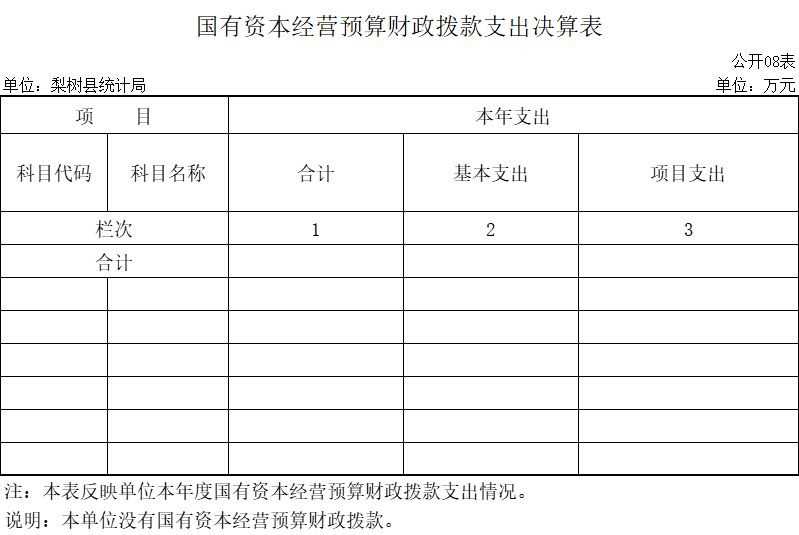 国有资本经营预算财政拨款支出决算表
公开08表
单位：梨树县统计局 单位：万元
项 目 本年支出
科目代码 科目名称 合计 基本支出 项目支出
栏次 1 2 3
合计
注：本表反映单位本年度国有资本经营预算财政拨款支出情况。
说明：本单位没有国有资本经营预算财政拨款。